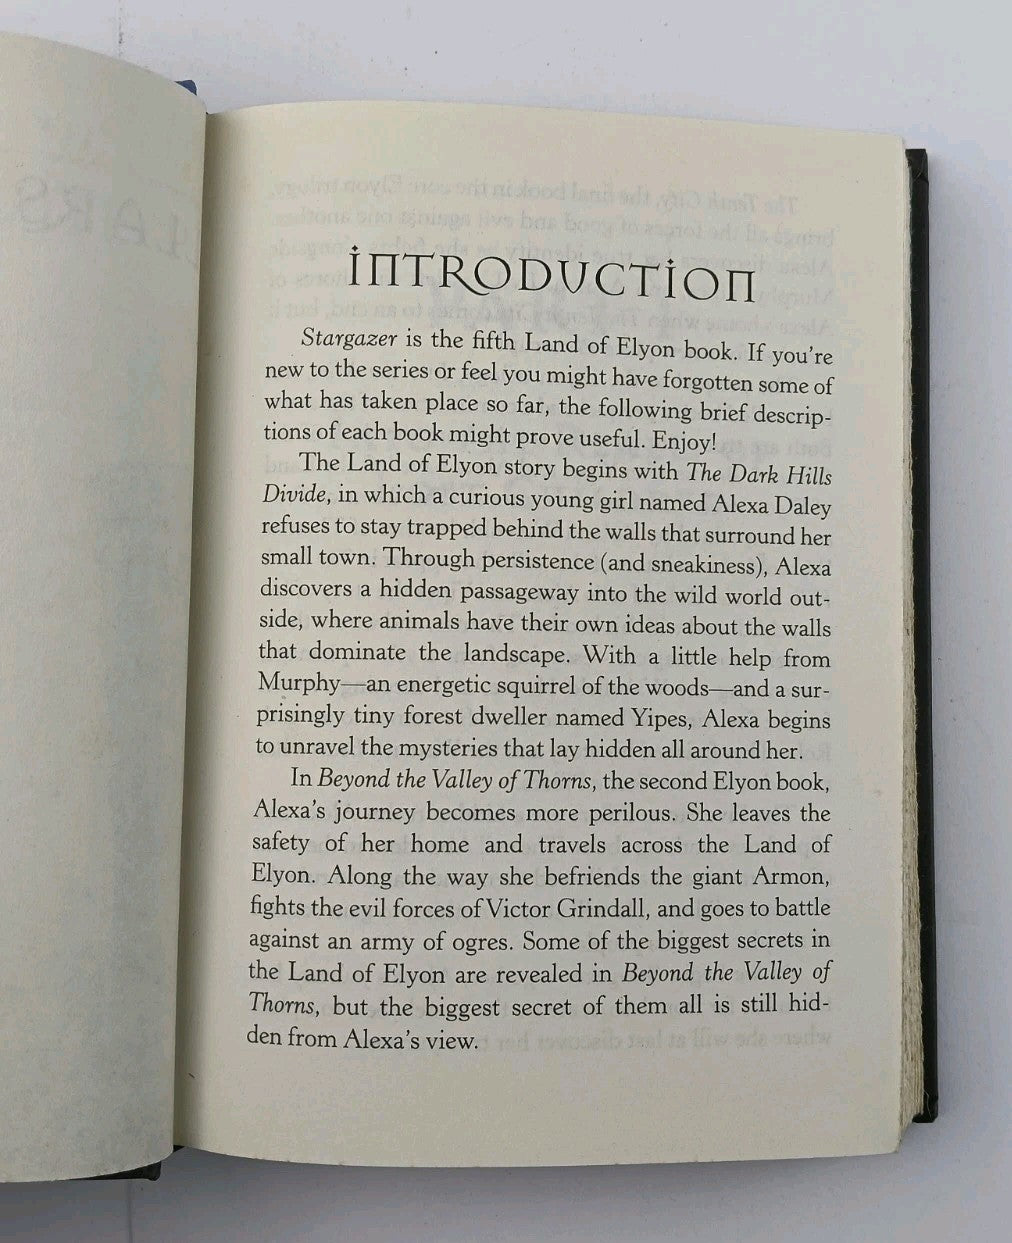 INTRODUCTION
Stargazer is the fifth Land of Elyon book. If you're
new to the series or feel you might have forgotten some of
what has taken place so far, the following brief descrip-
tions of each book might prove useful. Enjoy!
The Land of Elyon story begins with The Dark Hills
Divide, in which a curious young girl named Alexa Daley
refuses to stay trapped behind the walls that surround her
small town. Through persistence (and sneakiness), Alexa
discovers a hidden passageway into the wild world out-
side, where animals have their own ideas about the walls
that dominate the landscape. With a little help from
Murphy—an energetic squirrel of the woods—and a sur-
prisingly tiny forest dweller named Yipes, Alexa begins
to unravel the mysteries that lay hidden all around her.
In Beyond the Valley of Thorns, the second Elyon book,
Alexa's journey becomes more perilous. She leaves the
safety of her home and travels across the Land of
Elyon. Along the way she befriends the giant Armon,
fights the evil forces of Victor Grindall, and goes to battle
against an army of ogres. Some of the biggest secrets in
the Land of Elyon are revealed in Beyond the Valley of
Thorns, but the biggest secret of them all is still hid-
den from Alexa's view.